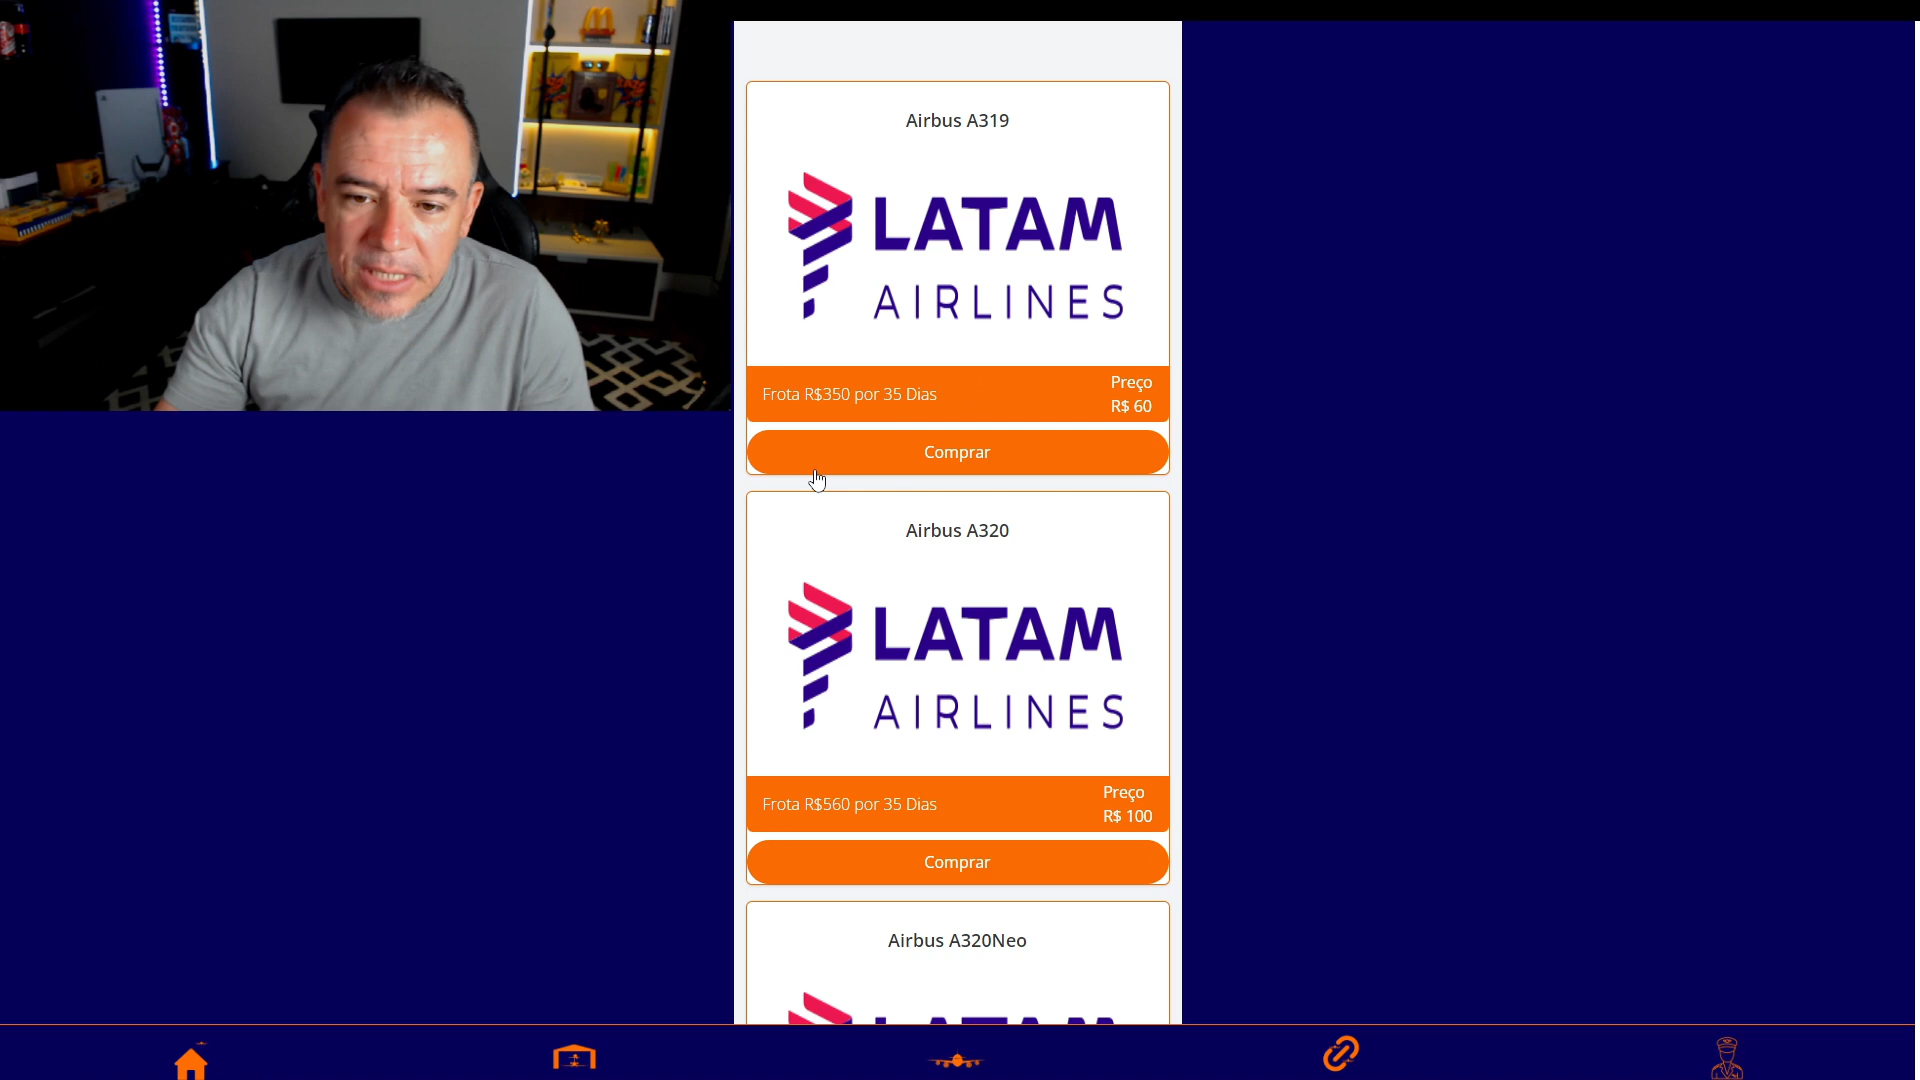 Airbus A319
LATAM
AIRLINES
Frota R$350 por 35 Dias
Preço
R$ 60
Comprar
Airbus A320
LATAM
AIRLINES
Frota R$560 por 35 Dias
Preço
R$ 100
Comprar
Airbus A320Neo
LATAM